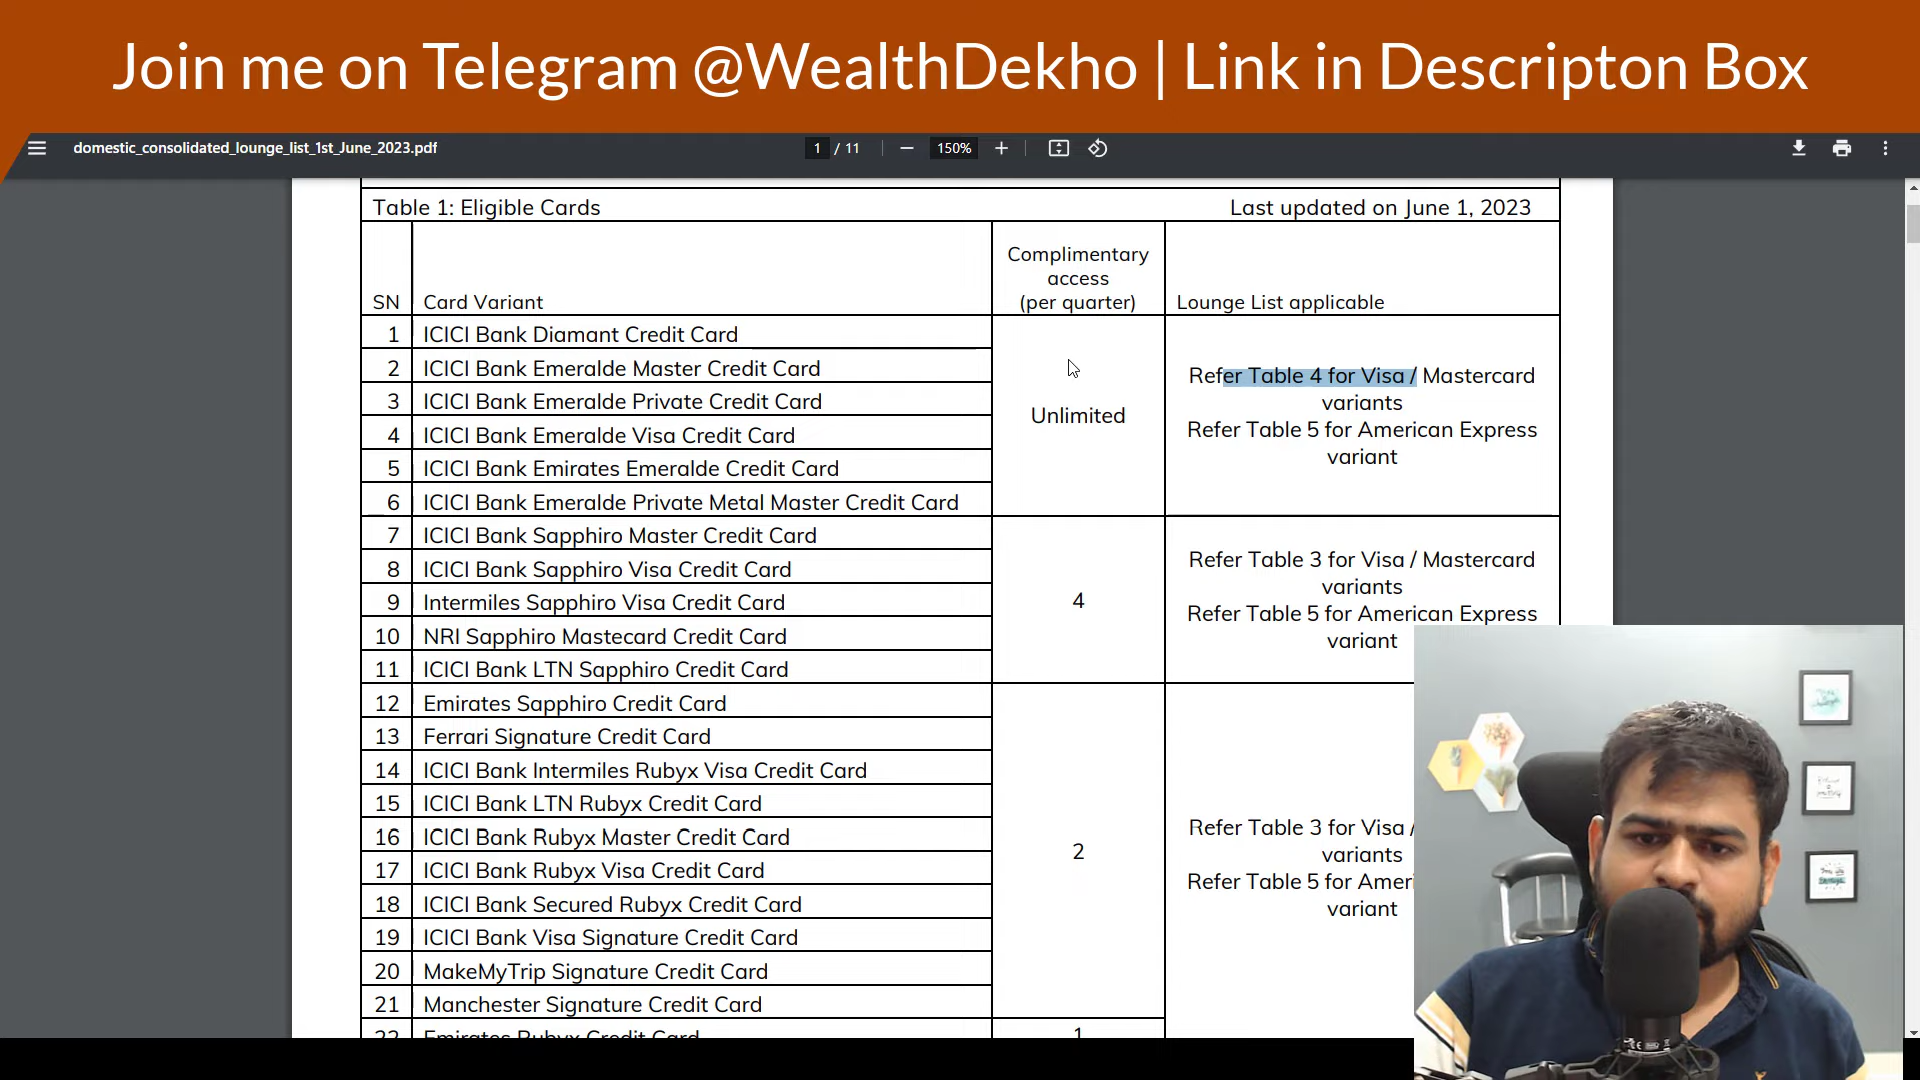 Join me on Telegram @WealthDekho | Link in Descripton Box
domestic_consolidated_lounge_list_1st_June_2023.pdf
1 / 11
150%
Table 1: Eligible Cards Last updated on June 1, 2023
SN Card Variant Complimentary access (per quarter) Lounge List applicable
1 ICICI Bank Diamant Credit Card
2 ICICI Bank Emeralde Master Credit Card
3 ICICI Bank Emeralde Private Credit Card
4 ICICI Bank Emeralde Visa Credit Card
5 ICICI Bank Emirates Emeralde Credit Card
6 ICICI Bank Emeralde Private Metal Master Credit Card
Unlimited
Refer Table 4 for Visa / Mastercard
variants
Refer Table 5 for American Express
variant
7 ICICI Bank Sapphiro Master Credit Card
8 ICICI Bank Sapphiro Visa Credit Card
9 Intermiles Sapphiro Visa Credit Card
10 NRI Sapphiro Mastecard Credit Card
11 ICICI Bank LTN Sapphiro Credit Card
4
Refer Table 3 for Visa / Mastercard
variants
Refer Table 5 for American Express
variant
12 Emirates Sapphiro Credit Card
13 Ferrari Signature Credit Card
14 ICICI Bank Intermiles Rubyx Visa Credit Card
15 ICICI Bank LTN Rubyx Credit Card
16 ICICI Bank Rubyx Master Credit Card
17 ICICI Bank Rubyx Visa Credit Card
18 ICICI Bank Secured Rubyx Credit Card
19 ICICI Bank Visa Signature Credit Card
20 MakeMyTrip Signature Credit Card
21 Manchester Signature Credit Card
2
Refer Table 3 for Visa /
variants
Refer Table 5 for Ameri
variant
22 Emirates Rubyx Credit Card
1